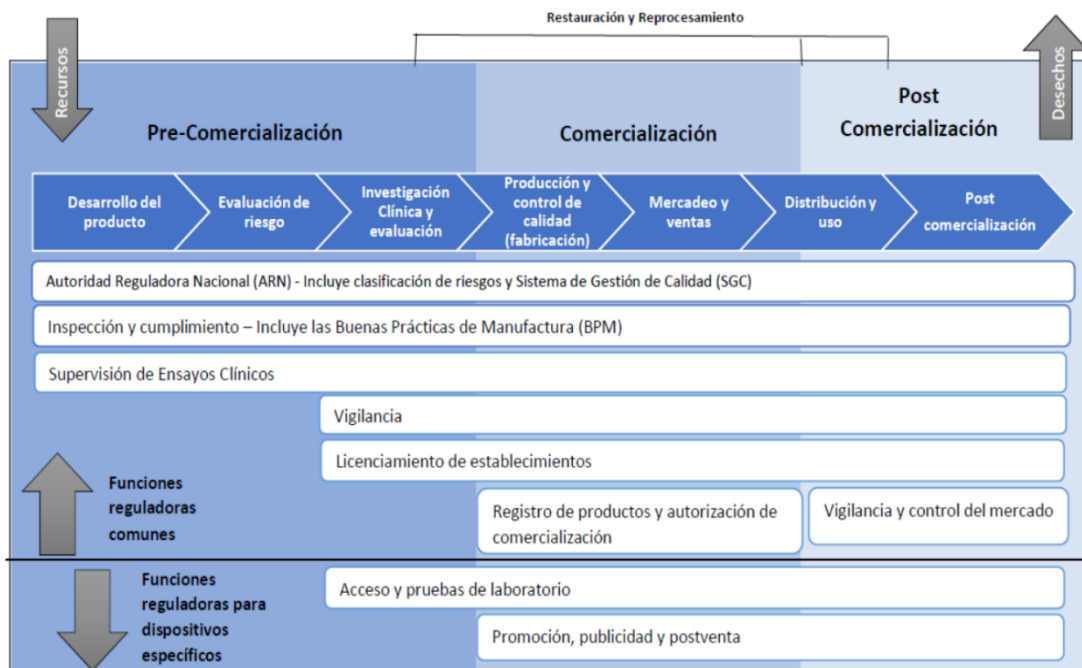 Restauración y Reprocesamiento
Recursos
Desechos
Pre-Comercialización
Comercialización
Post
Comercialización
Desarrollo del
producto
Evaluación de
riesgo
Investigación
Clínica y
evaluación
Producción y
control de
calidad
(fabricación)
Mercadeo y
ventas
Distribución y
uso
Post
comercialización
Autoridad Reguladora Nacional (ARN) - Incluye clasificación de riesgos y Sistema de Gestión de Calidad (SGC)
Inspección y cumplimiento – Incluye las Buenas Prácticas de Manufactura (BPM)
Supervisión de Ensayos Clínicos
Vigilancia
Licenciamiento de establecimientos
Funciones
reguladoras
comunes
Registro de productos y autorización de
comercialización
Vigilancia y control del mercado
Funciones
reguladoras para
dispositivos
específicos
Acceso y pruebas de laboratorio
Promoción, publicidad y postventa